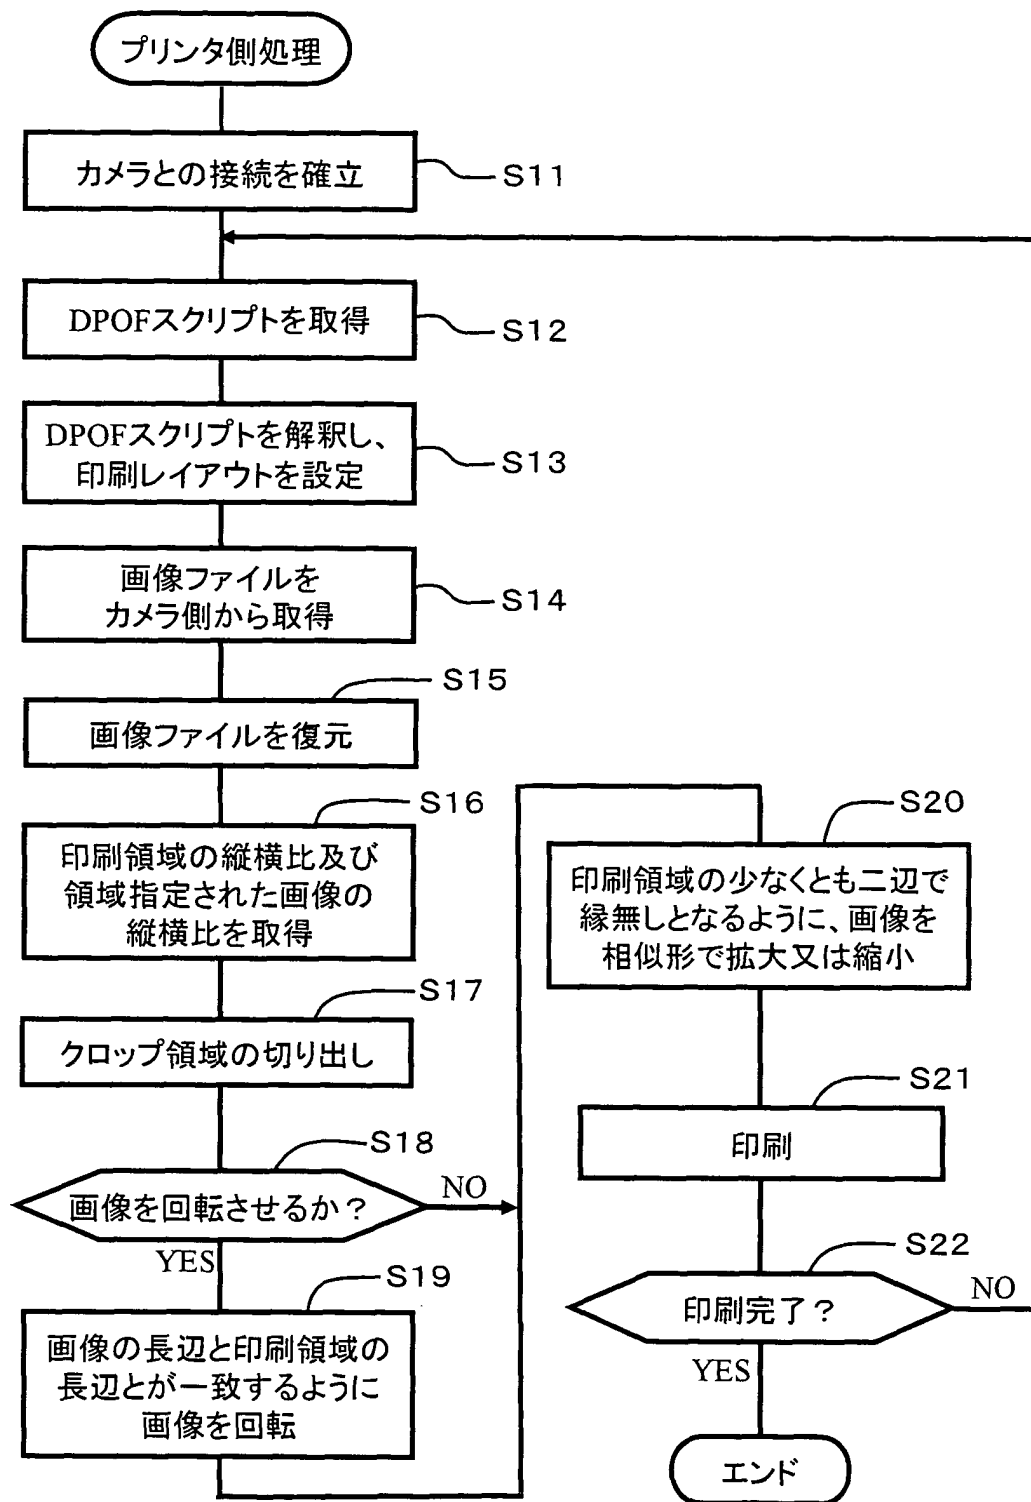 プリンタ側処理
カメラとの接続を確立
S11
DPOFスクリプトを取得
S12
DPOFスクリプトを解釈し、
印刷レイアウトを設定
S13
画像ファイルを
カメラ側から取得
S14
S15
画像ファイルを復元
S16
印刷領域の縦横比及び
領域指定された画像の
縦横比を取得
S17
クロップ領域の切り出し
S18
画像を回転させるか？
NO
YES
S19
画像の長辺と印刷領域の
長辺とが一致するように
画像を回転
S20
印刷領域の少なくとも二辺で
縁無しとなるように、画像を
相似形で拡大又は縮小
S21
印刷
S22
印刷完了？
NO
YES
エンド